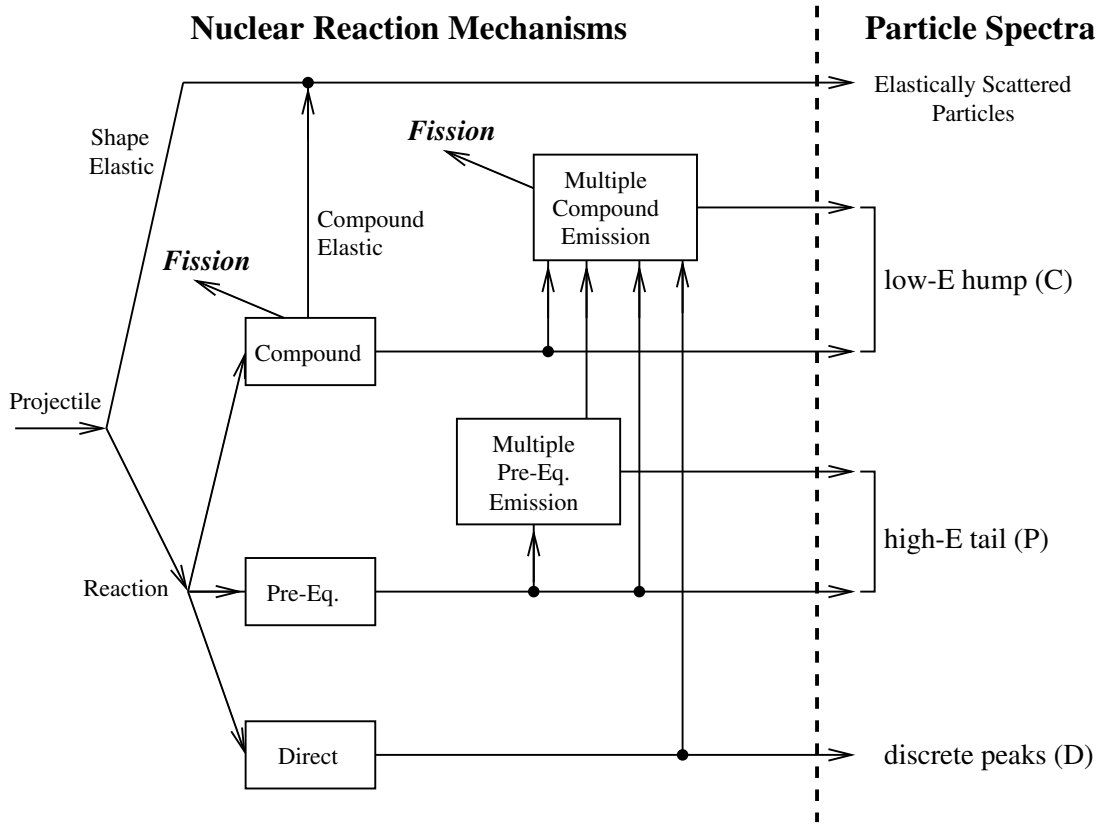 Nuclear Reaction Mechanisms
Particle Spectra
Elastically Scattered
Particles
Shape
Elastic
Fission
Multiple
Compound
Emission
Compound
Elastic
Fission
low-E hump (C)
Compound
Projectile
Multiple
Pre-Eq.
Emission
high-E tail (P)
Reaction
Pre-Eq.
Direct
discrete peaks (D)